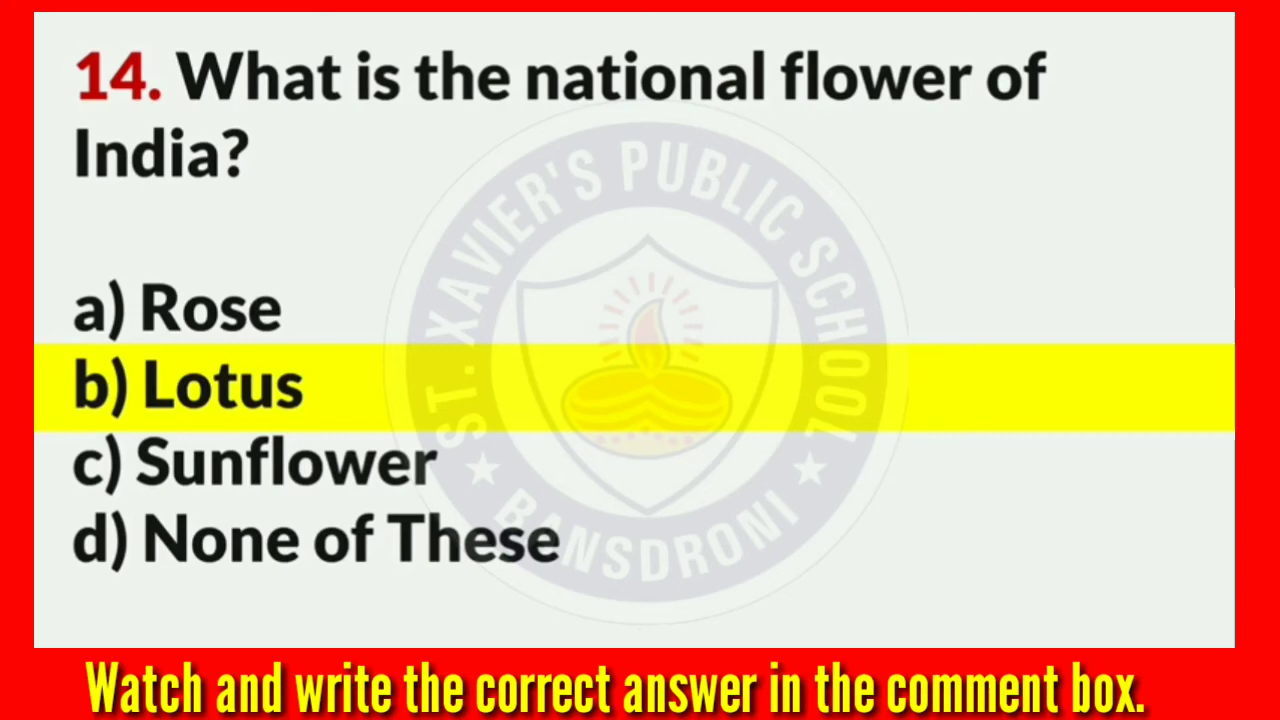 14. What is the national flower of
India?
a) Rose
b) Lotus
c) Sunflower
d) None of These
ST. XAVIER'S PUBLIC SCHOOL
BANSDRONI
Watch and write the correct answer in the comment box.